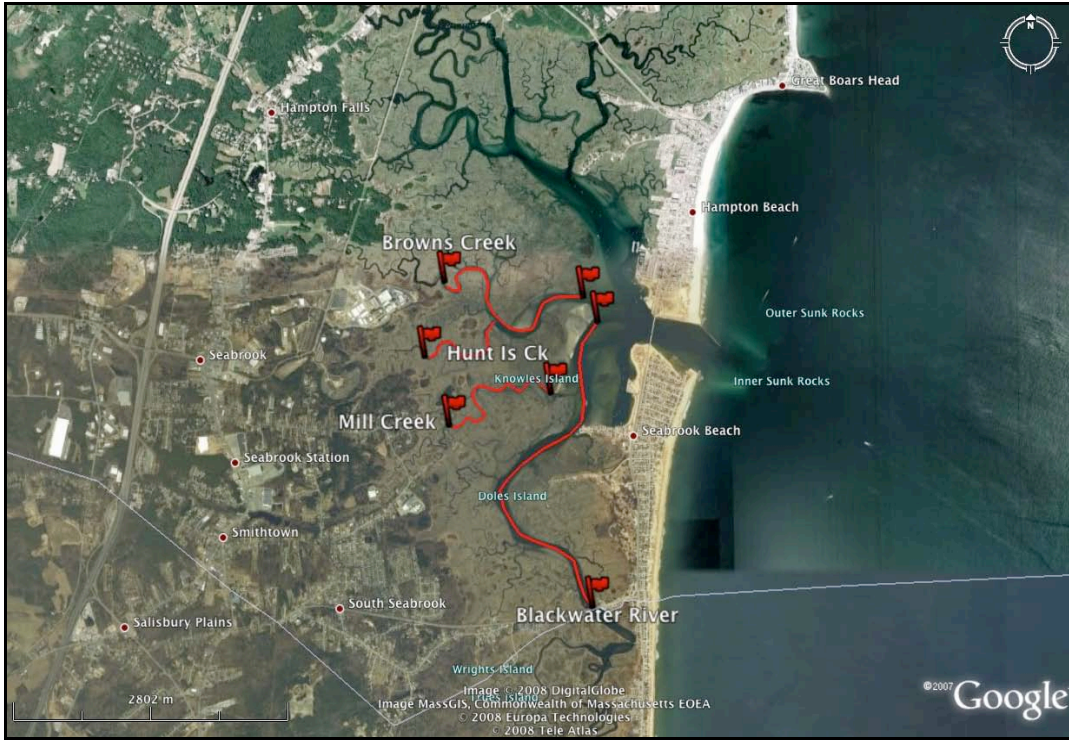 N
Great Boars Head
Hampton Falls
Hampton Beach
Browns Creek
Outer Sunk Rocks
Hunt Is Ck
Seabrook
Knowles Island
Inner Sunk Rocks
Mill Creek
Seabrook Beach
Seabrook Station
Doles Island
Smithtown
South Seabrook
Blackwater River
Salisbury Plains
Wrights Island
Image © 2008 DigitalGlobe
2802 m
Image MassGIS, Commonwealth of Massachusetts EOEA
© 2008 Europa Technologies
© 2008 Tele Atlas
©2007 Google